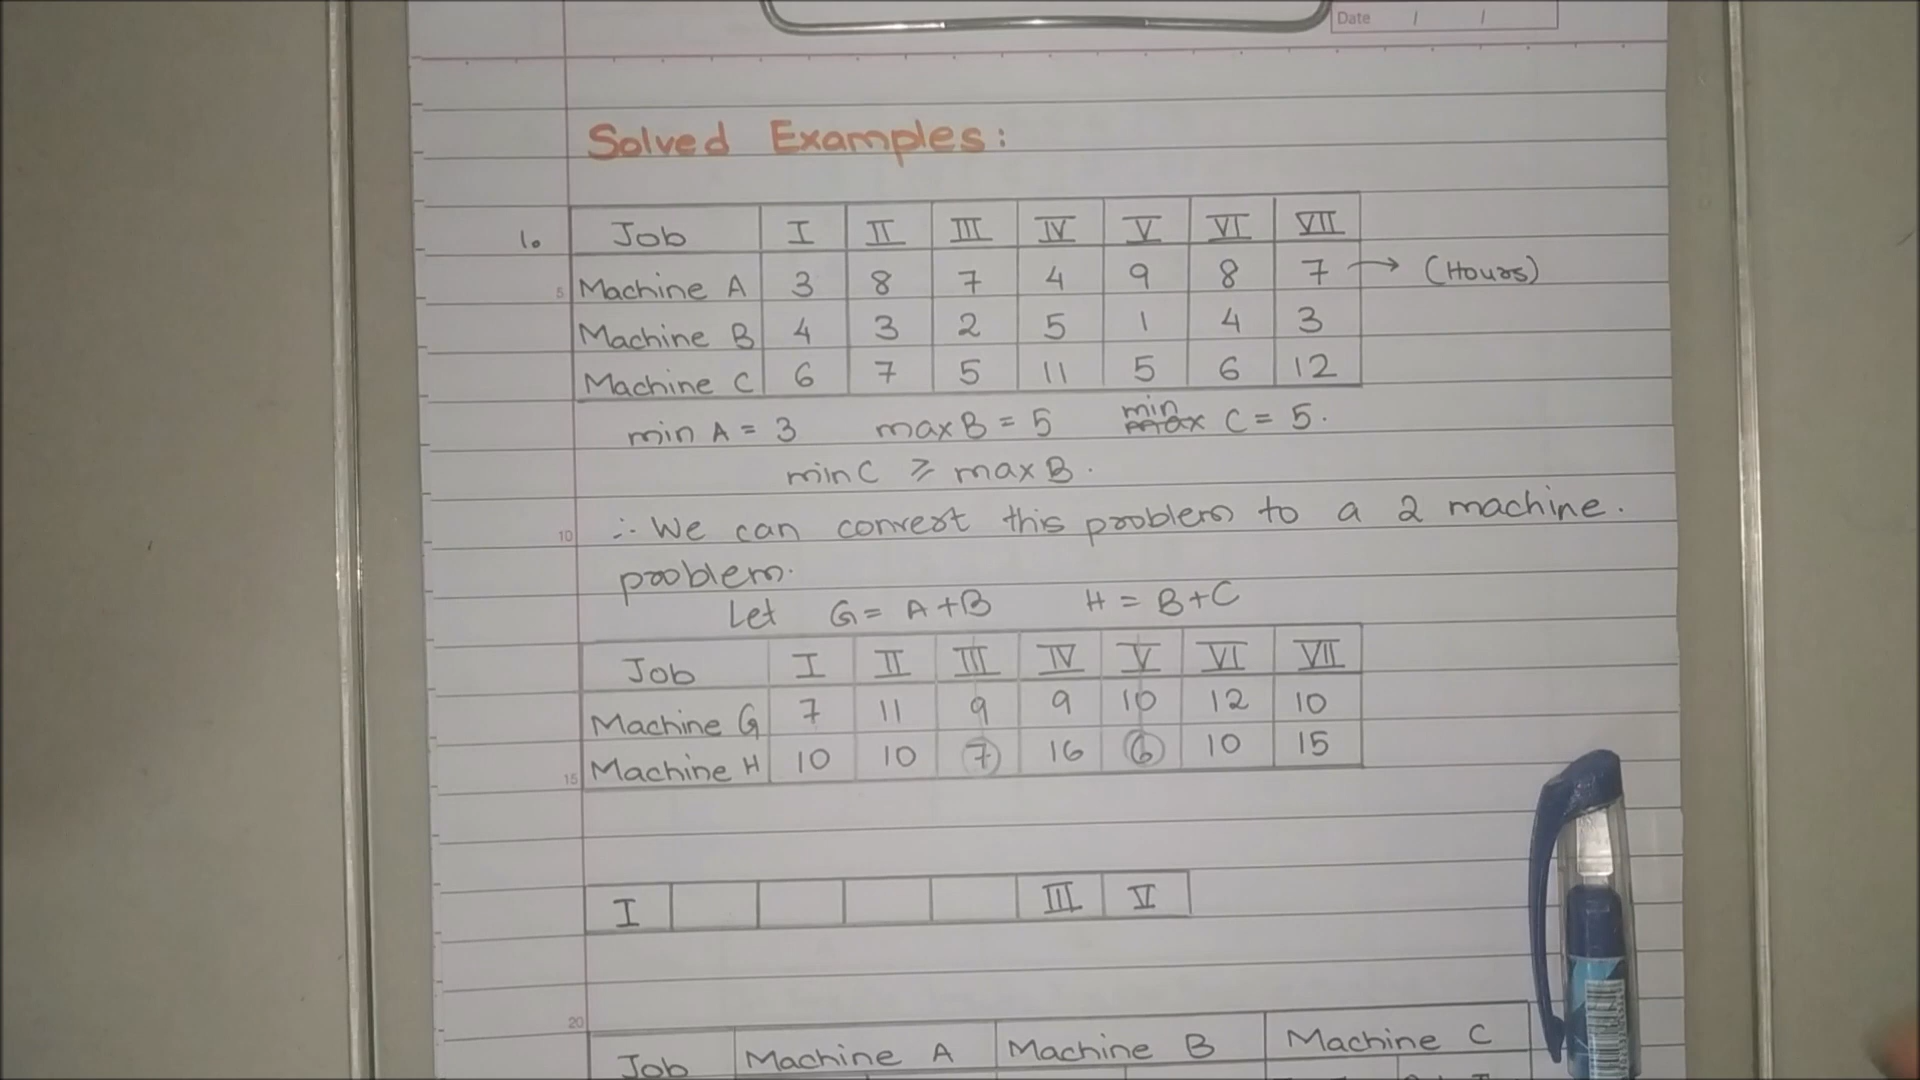 Date / /
Solved Examples:
1. Job I II III IV V VI VII
5 Machine A 3 8 7 4 9 8 7 → (Hours)
Machine B 4 3 2 5 1 4 3
Machine C 6 7 5 11 5 6 12
min A = 3 max B = 5 min C = 5.
min C ≥ max B.
10 ∴ We can convert this problem to a 2 machine.
problem.
Let G = A+B H = B+C
Job I II III IV V VI VII
Machine G 7 11 9 9 10 12 10
15 Machine H 10 10 7 16 6 10 15
I III V
20
Job Machine A Machine B Machine C